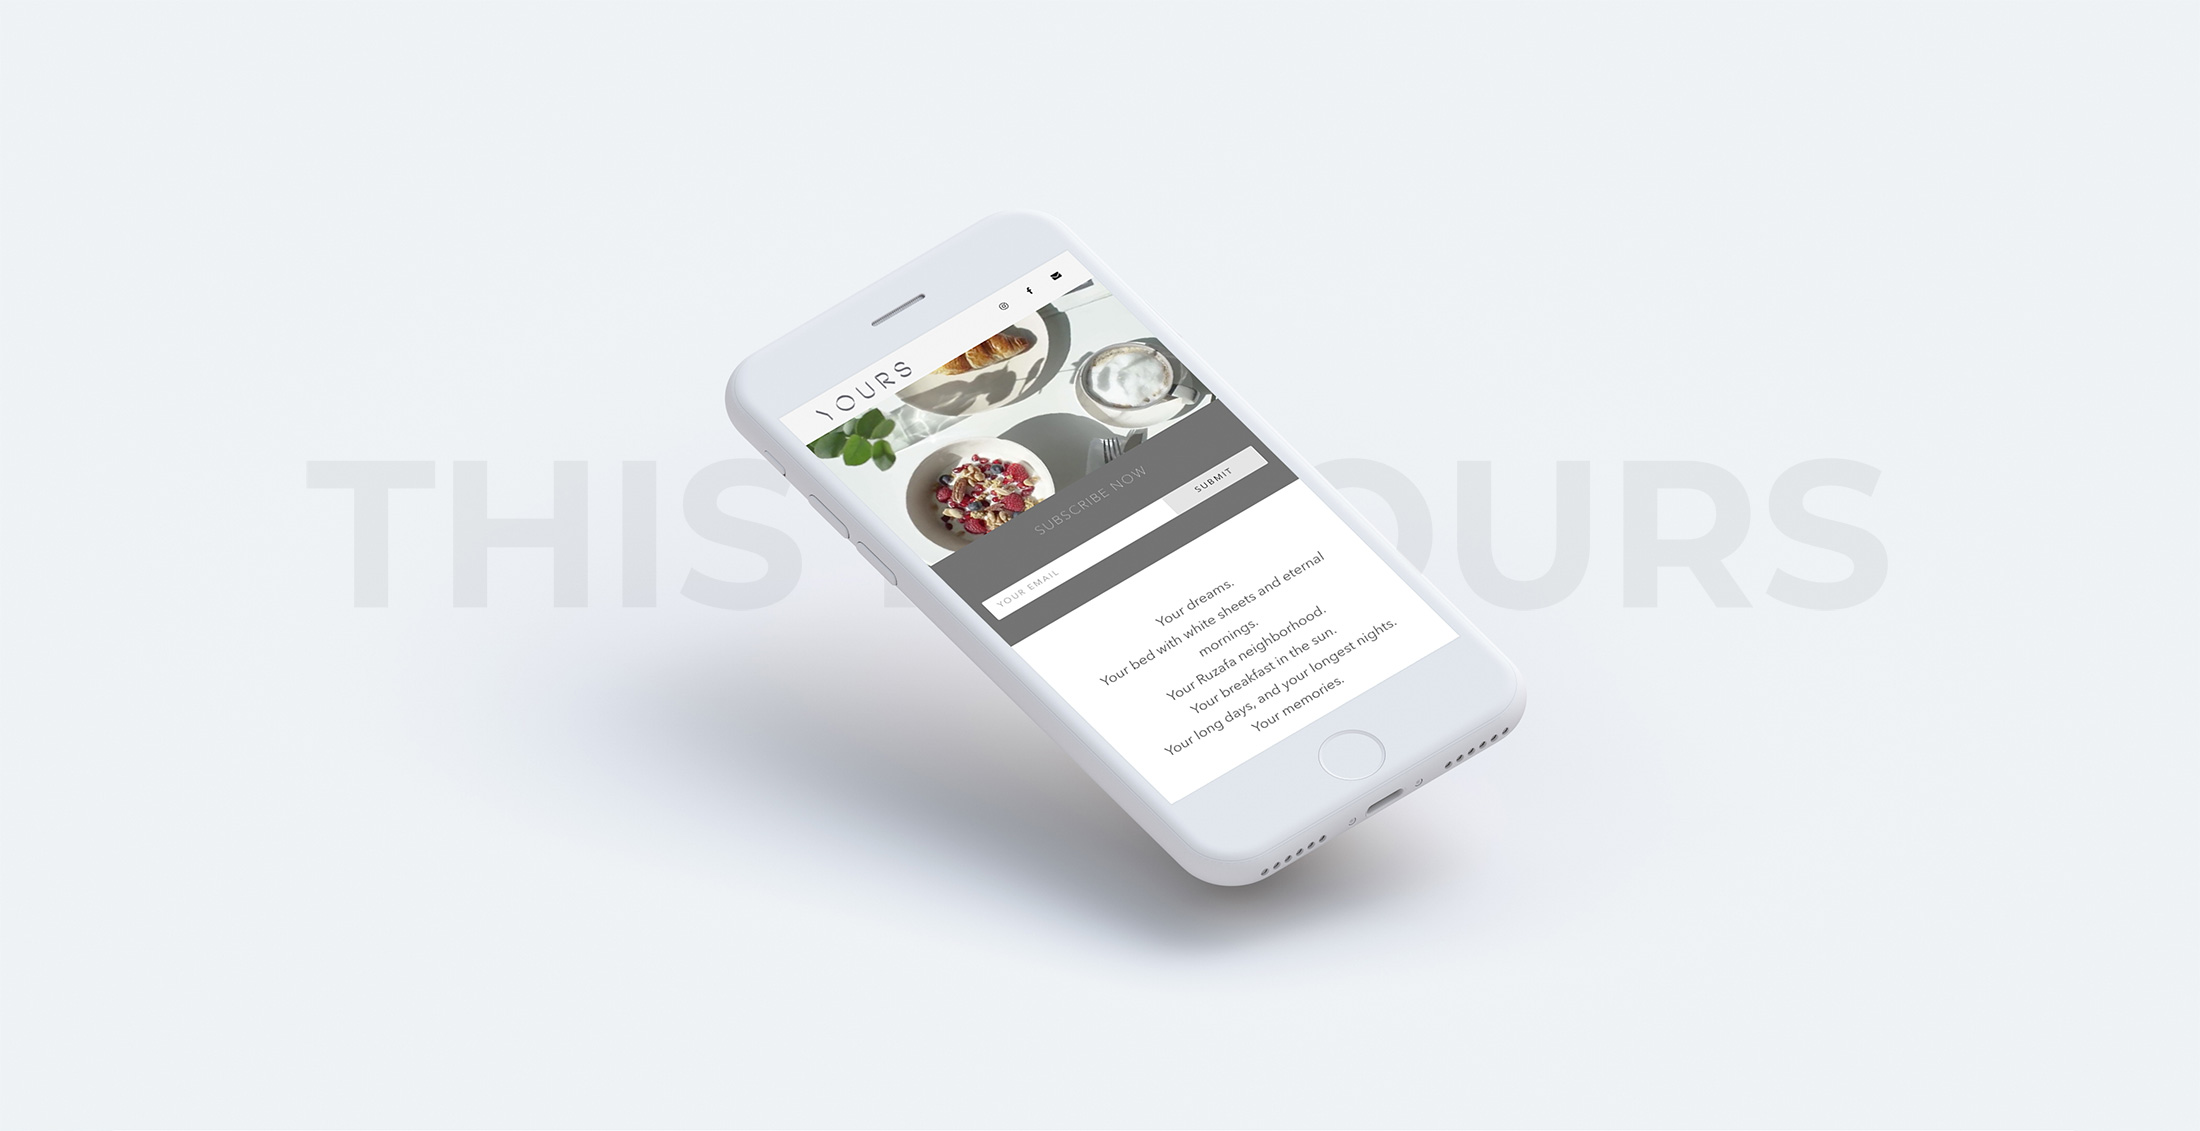 THIS
OURS
YOURS
SUBSCRIBE NOW
YOUR EMAIL
SUBMIT
Your dreams.
Your bed with white sheets and eternal
mornings.
Your Ruzafa neighborhood.
Your breakfast in the sun.
Your long days, and your longest nights.
Your memories.